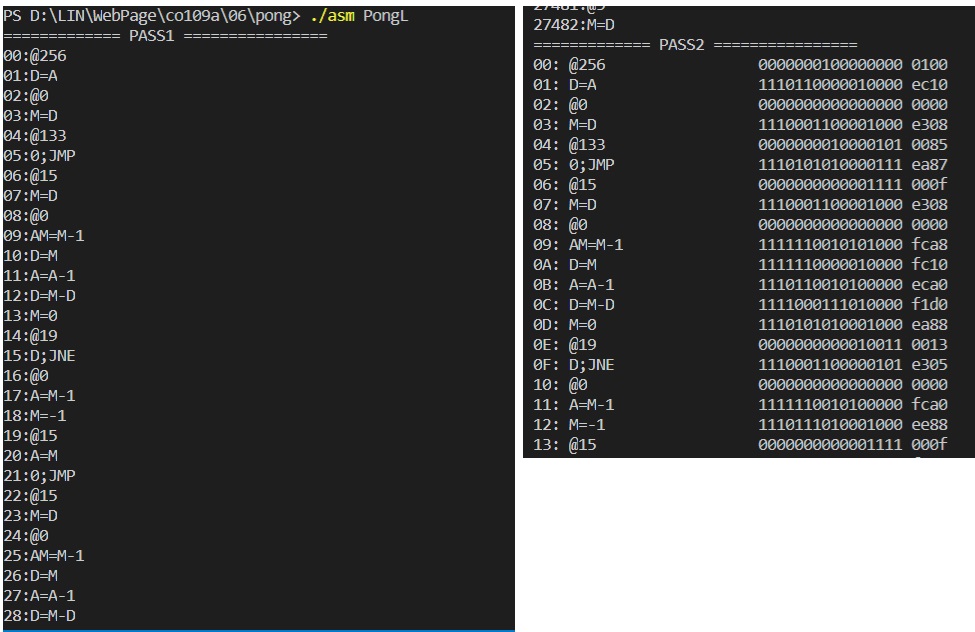 PS D:\LIN\WebPage\co109a\06\pong> ./asm PongL
============= PASS1 ================
00:@256
01:D=A
02:@0
03:M=D
04:@133
05:0;JMP
06:@15
07:M=D
08:@0
09:AM=M-1
10:D=M
11:A=A-1
12:D=M-D
13:M=0
14:@19
15:D;JNE
16:@0
17:A=M-1
18:M=-1
19:@15
20:A=M
21:0;JMP
22:@15
23:M=D
24:@0
25:AM=M-1
26:D=M
27:A=A-1
28:D=M-D
27482:M=D
============= PASS2 ================
00: @256 0000000100000000 0100
01: D=A 1110110000010000 ec10
02: @0 0000000000000000 0000
03: M=D 1110001100001000 e308
04: @133 0000000010000101 0085
05: 0;JMP 1110101010000111 ea87
06: @15 0000000000001111 000f
07: M=D 1110001100001000 e308
08: @0 0000000000000000 0000
09: AM=M-1 1111110010101000 fca8
0A: D=M 1111110000010000 fc10
0B: A=A-1 1110110010100000 eca0
0C: D=M-D 1111000111010000 f1d0
0D: M=0 1110101010001000 ea88
0E: @19 0000000000010011 0013
0F: D;JNE 1110001100000101 e305
10: @0 0000000000000000 0000
11: A=M-1 1111110010100000 fca0
12: M=-1 1110111010001000 ee88
13: @15 0000000000001111 000f